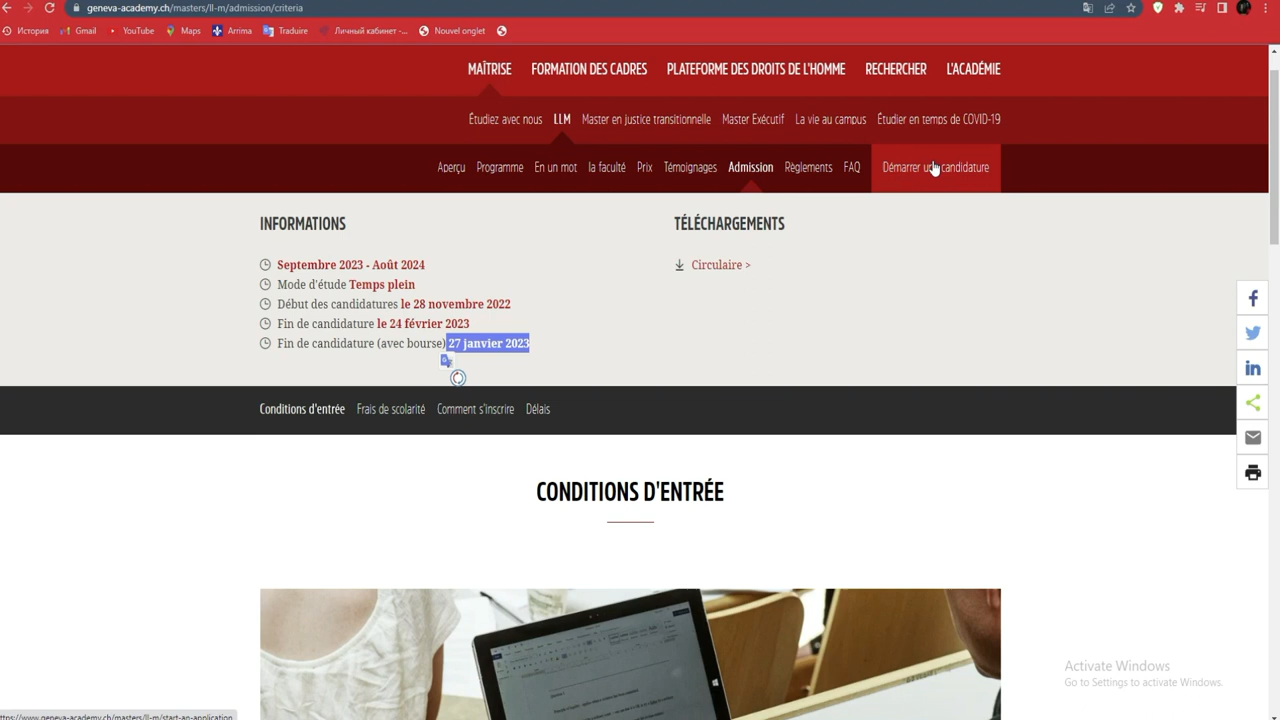 geneva-academy.ch/masters/ll-m/admission/criteria
История Gmail YouTube Maps Arrima Traduire Личный кабинет -... Nouvel onglet
MAÎTRISE FORMATION DES CADRES PLATEFORME DES DROITS DE L'HOMME RECHERCHER L'ACADÉMIE
Étudiez avec nous LLM Master en justice transitionnelle Master Exécutif La vie au campus Étudier en temps de COVID-19
Aperçu Programme En un mot la faculté Prix Témoignages Admission Règlements FAQ Démarrer une candidature
INFORMATIONS
Septembre 2023 - Août 2024
Mode d'étude Temps plein
Début des candidatures le 28 novembre 2022
Fin de candidature le 24 février 2023
Fin de candidature (avec bourse) 27 janvier 2023
TÉLÉCHARGEMENTS
Circulaire >
Conditions d'entrée Frais de scolarité Comment s'inscrire Délais
CONDITIONS D'ENTRÉE
Activate Windows
Go to Settings to activate Windows.
ttps://www.geneva-academy.ch/masters/ll-m/start-an-application